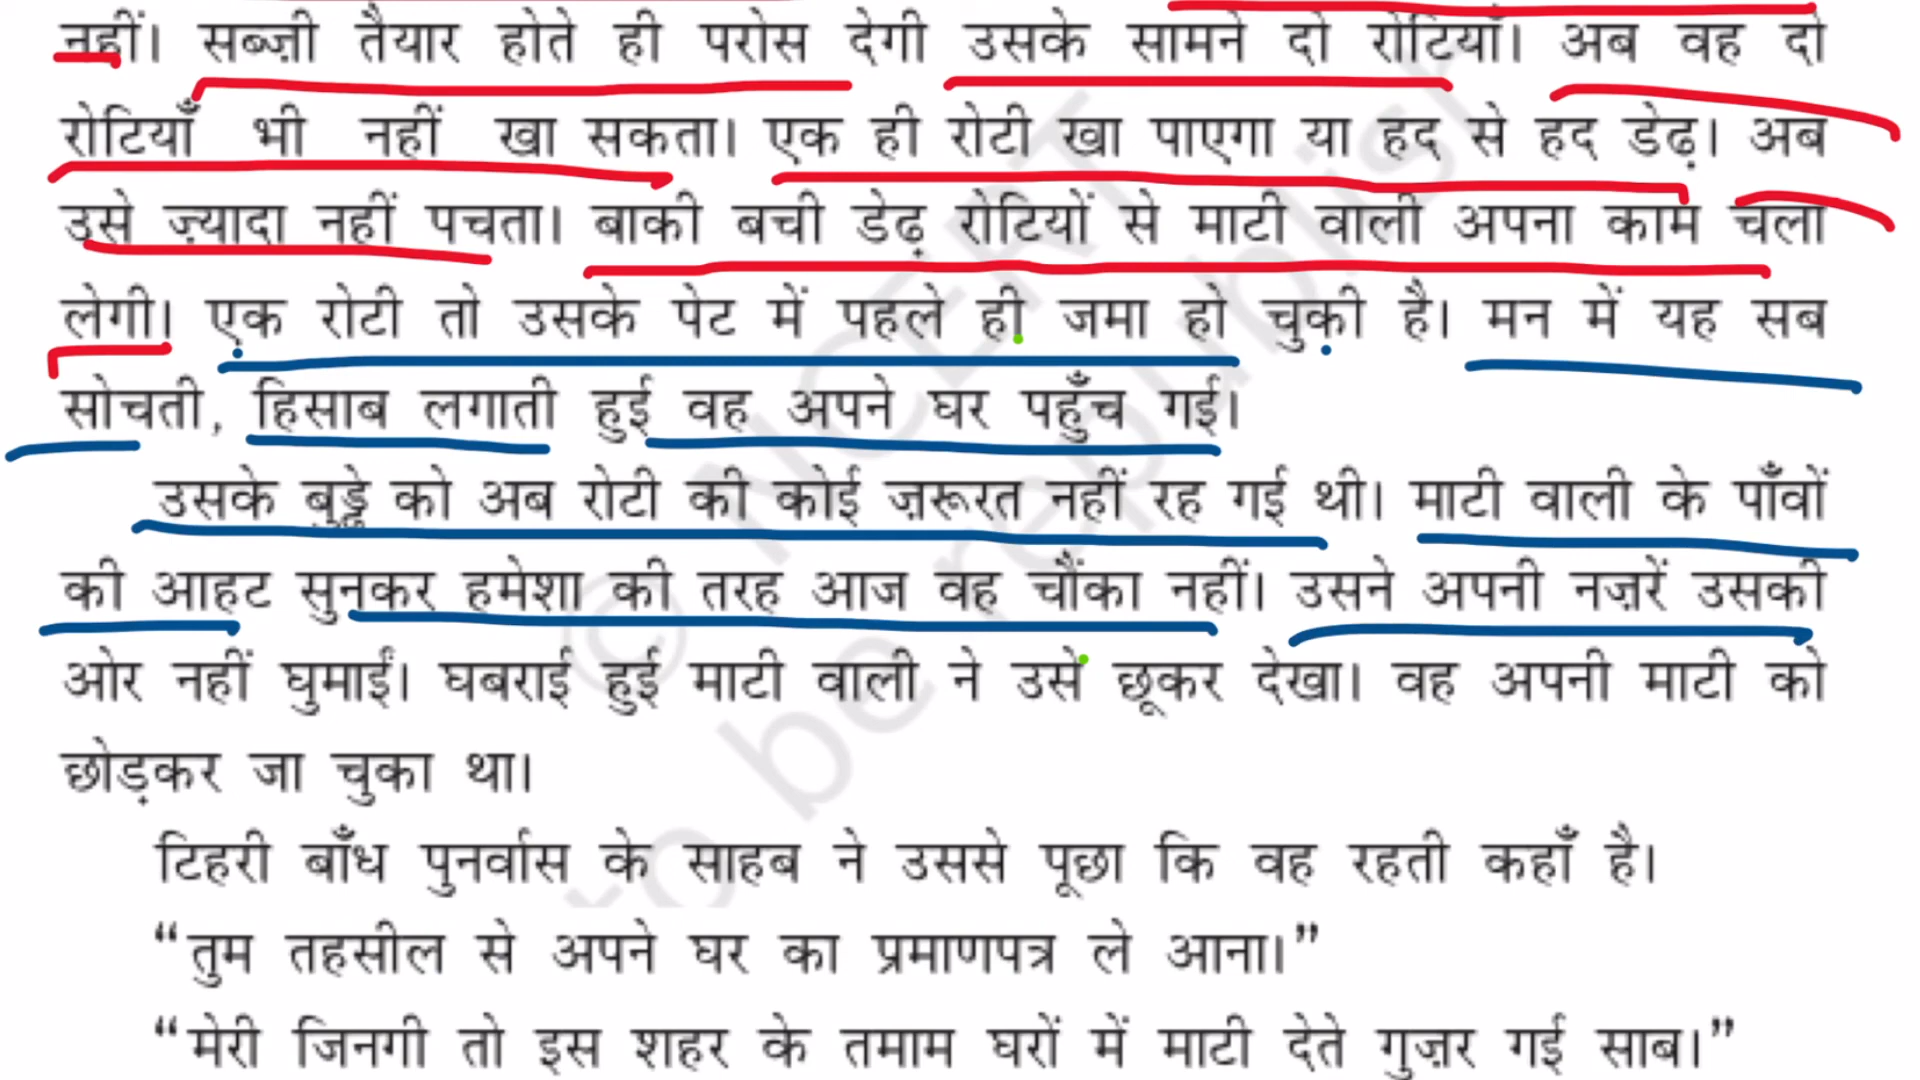 नहीं। सब्ज़ी तैयार होते ही परोस देगी उसके सामने दो रोटियाँ। अब वह दो
रोटियाँ भी नहीं खा सकता। एक ही रोटी खा पाएगा या हद से हद डेढ़। अब
उसे ज़्यादा नहीं पचता। बाकी बची डेढ़ रोटियों से माटी वाली अपना काम चला
लेगी। एक रोटी तो उसके पेट में पहले ही जमा हो चुकी है। मन में यह सब
सोचती, हिसाब लगाती हुई वह अपने घर पहुँच गई।
उसके बुड्ढे को अब रोटी की कोई ज़रूरत नहीं रह गई थी। माटी वाली के पाँवों
की आहट सुनकर हमेशा की तरह आज वह चौंका नहीं। उसने अपनी नज़रें उसकी
ओर नहीं घुमाईं। घबराई हुई माटी वाली ने उसे छूकर देखा। वह अपनी माटी को
छोड़कर जा चुका था।
टिहरी बाँध पुनर्वास के साहब ने उससे पूछा कि वह रहती कहाँ है।
“तुम तहसील से अपने घर का प्रमाणपत्र ले आना।”
“मेरी जिनगी तो इस शहर के तमाम घरों में माटी देते गुज़र गई साब।”
© NCERT
to be republish